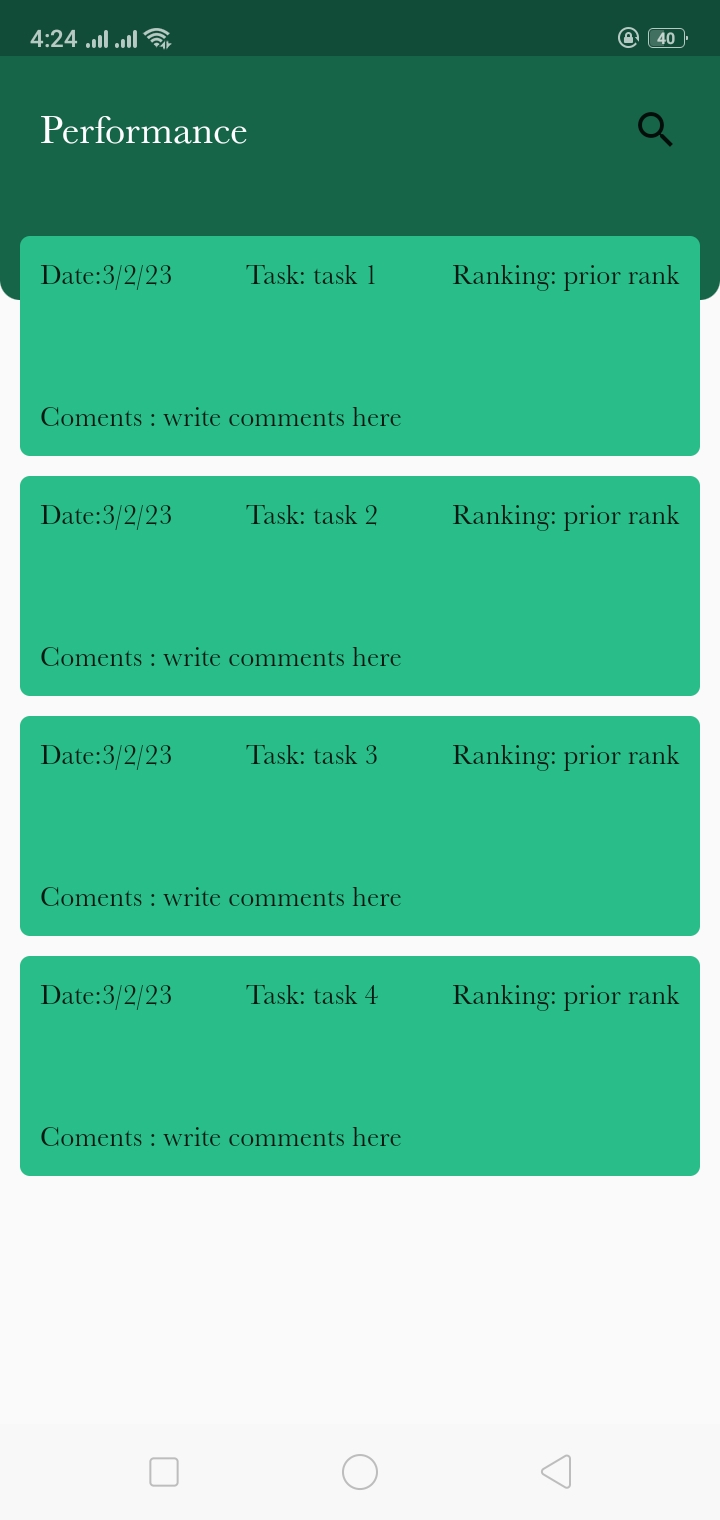 4:24 40
Performance
Date:3/2/23 Task: task 1 Ranking: prior rank
Coments : write comments here
Date:3/2/23 Task: task 2 Ranking: prior rank
Coments : write comments here
Date:3/2/23 Task: task 3 Ranking: prior rank
Coments : write comments here
Date:3/2/23 Task: task 4 Ranking: prior rank
Coments : write comments here